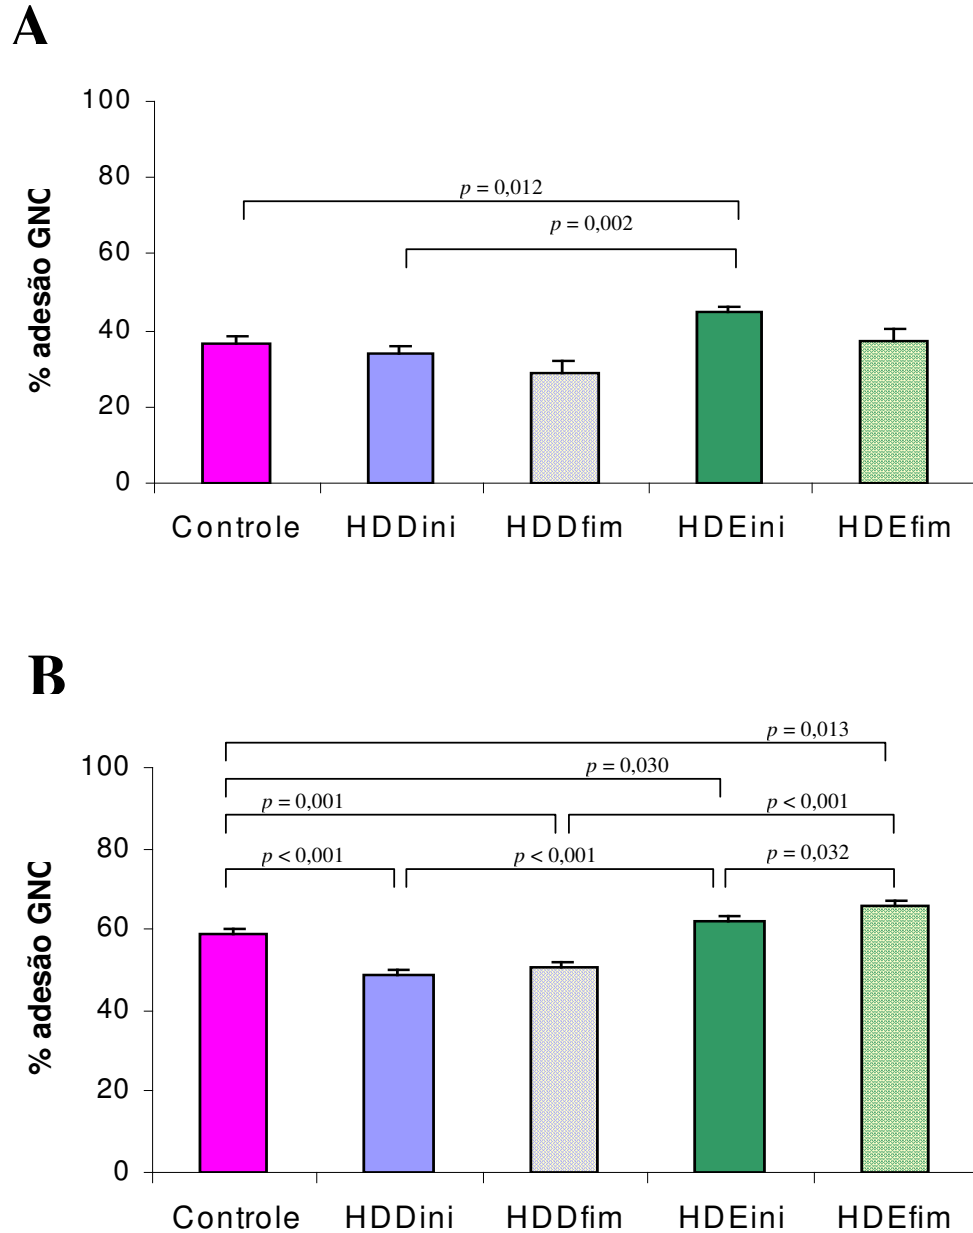 A
100
80
60
40
20
0
% adesão GNC
p = 0,012
p = 0,002
Controle HDDini HDDfim HDEini HDEfim
B
100
80
60
40
20
0
% adesão GNC
p = 0,013
p = 0,030
p = 0,001 p < 0,001
p < 0,001 p < 0,001 p = 0,032
Controle HDDini HDDfim HDEini HDEfim